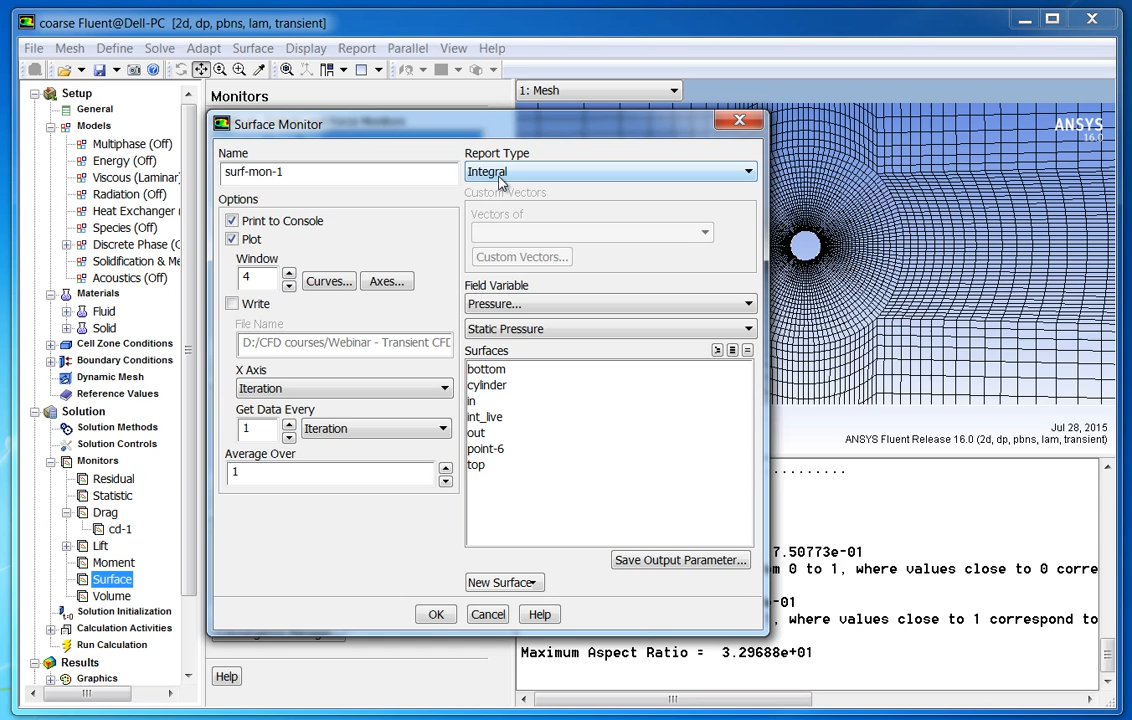 coarse Fluent@Dell-PC [2d, dp, pbns, lam, transient]
File Mesh Define Solve Adapt Surface Display Report Parallel View Help
Setup
General
Models
Multiphase (Off)
Energy (Off)
Viscous (Laminar)
Radiation (Off)
Heat Exchanger (
Species (Off)
Discrete Phase (C
Solidification & Me
Acoustics (Off)
Materials
Fluid
Solid
Cell Zone Conditions
Boundary Conditions
Dynamic Mesh
Reference Values
Solution
Solution Methods
Solution Controls
Monitors
Residual
Statistic
Drag
cd-1
Lift
Moment
Surface
Volume
Solution Initialization
Calculation Activities
Run Calculation
Results
Graphics
Monitors
Help
Surface Monitor
Name
surf-mon-1
Options
Print to Console
Plot
Window
4
Curves...
Axes...
Write
File Name
D:/CFD courses/Webinar - Transient CFD
X Axis
Iteration
Get Data Every
1
Iteration
Average Over
1
Report Type
Integral
Custom Vectors
Vectors of
Custom Vectors...
Field Variable
Pressure...
Static Pressure
Surfaces
bottom
cylinder
in
int_live
out
point-6
top
Save Output Parameter...
New Surface
OK
Cancel
Help
1: Mesh
ANSYS
16.0
Jul 28, 2015
ANSYS Fluent Release 16.0 (2d, dp, pbns, lam, transient)
..........
7.50773e-01
m 0 to 1, where values close to 0 corre
-01
, where values close to 1 correspond to
Maximum Aspect Ratio = 3.29688e+01